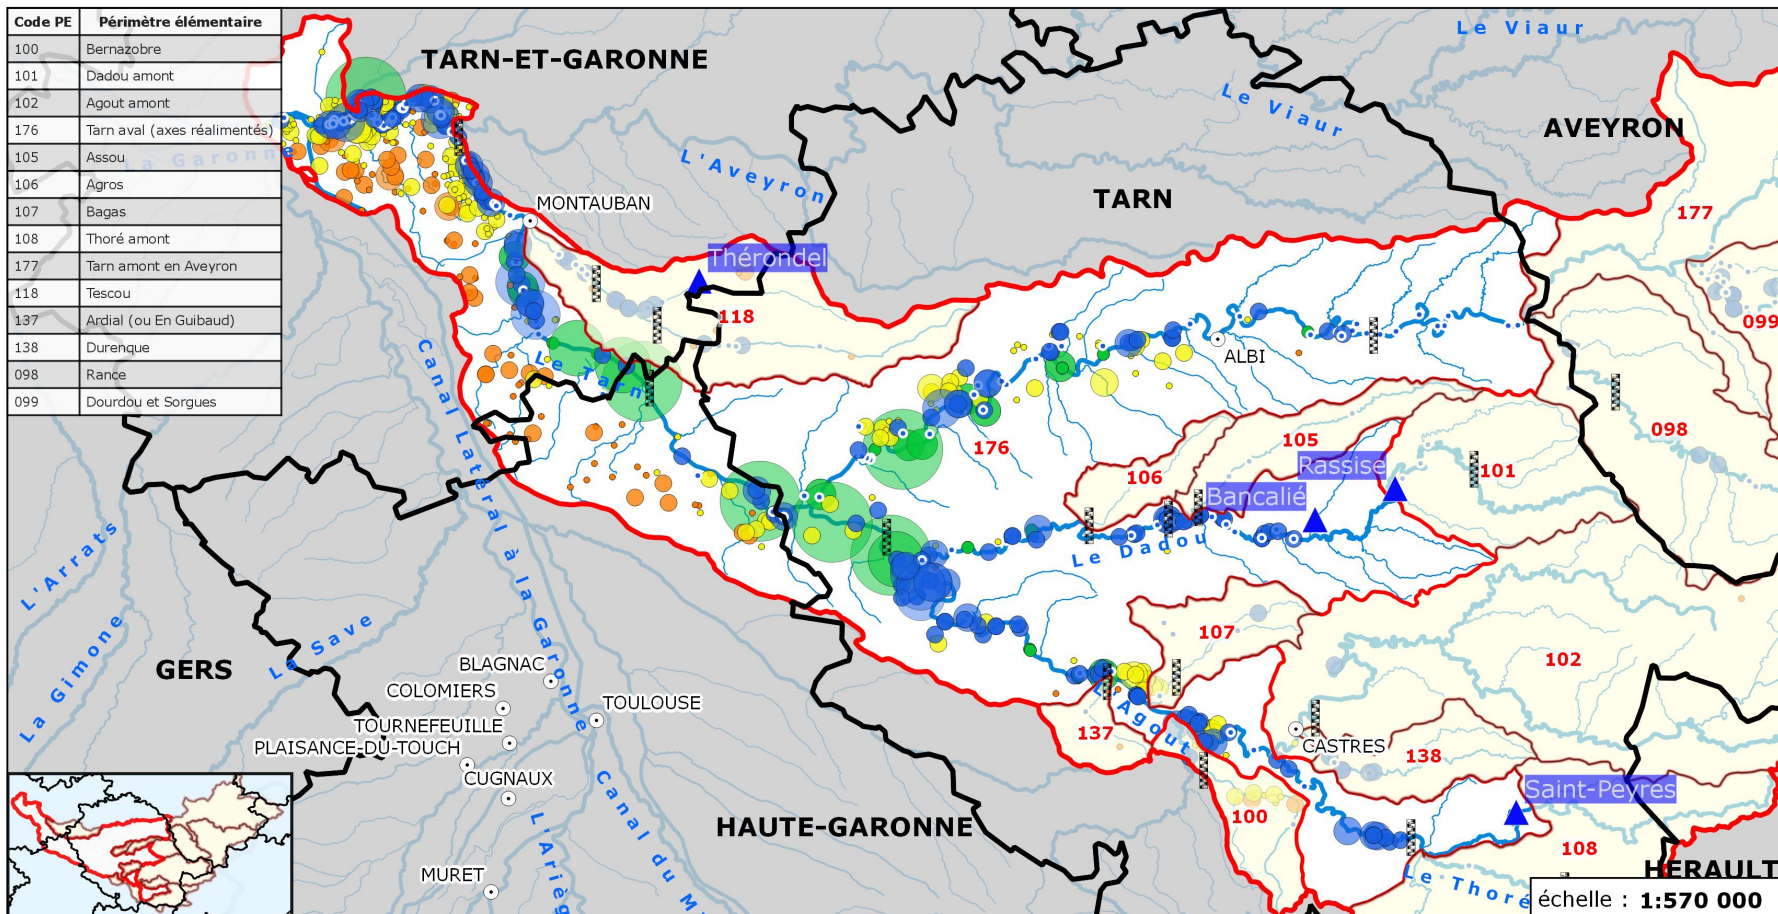 Code PE Périmètre élémentaire
100 Bernazobre
101 Dadou amont
102 Agout amont
176 Tarn aval (axes réalimentés)
105 Assou
106 Agros
107 Bagas
108 Thoré amont
177 Tarn amont en Aveyron
118 Tescou
137 Ardial (ou En Guibaud)
138 Durenque
098 Rance
099 Dourdou et Sorgues
TARN-ET-GARONNE
Le Viaur
Le Viaur
AVEYRON
La Garonne
L'Aveyron
TARN
177
MONTAUBAN
Thérondel
118
099
ALBI
Le Tarn
Canal Latéral à la Garonne
176
105
098
106
Rassise
101
Bancalié
Le Dadou
L'Arrats
La Gimone
La Save
107
102
GERS
BLAGNAC
COLOMIERS
TOULOUSE
TOURNEFEUILLE
PLAISANCE-DU-TOUCH
CUGNAUX
Agout
137
CASTRES
138
Saint-Peyres
100
HAUTE-GARONNE
Canal du M
L'Arièg
MURET
108
HERAULT
Le Thoré
échelle : 1:570 000